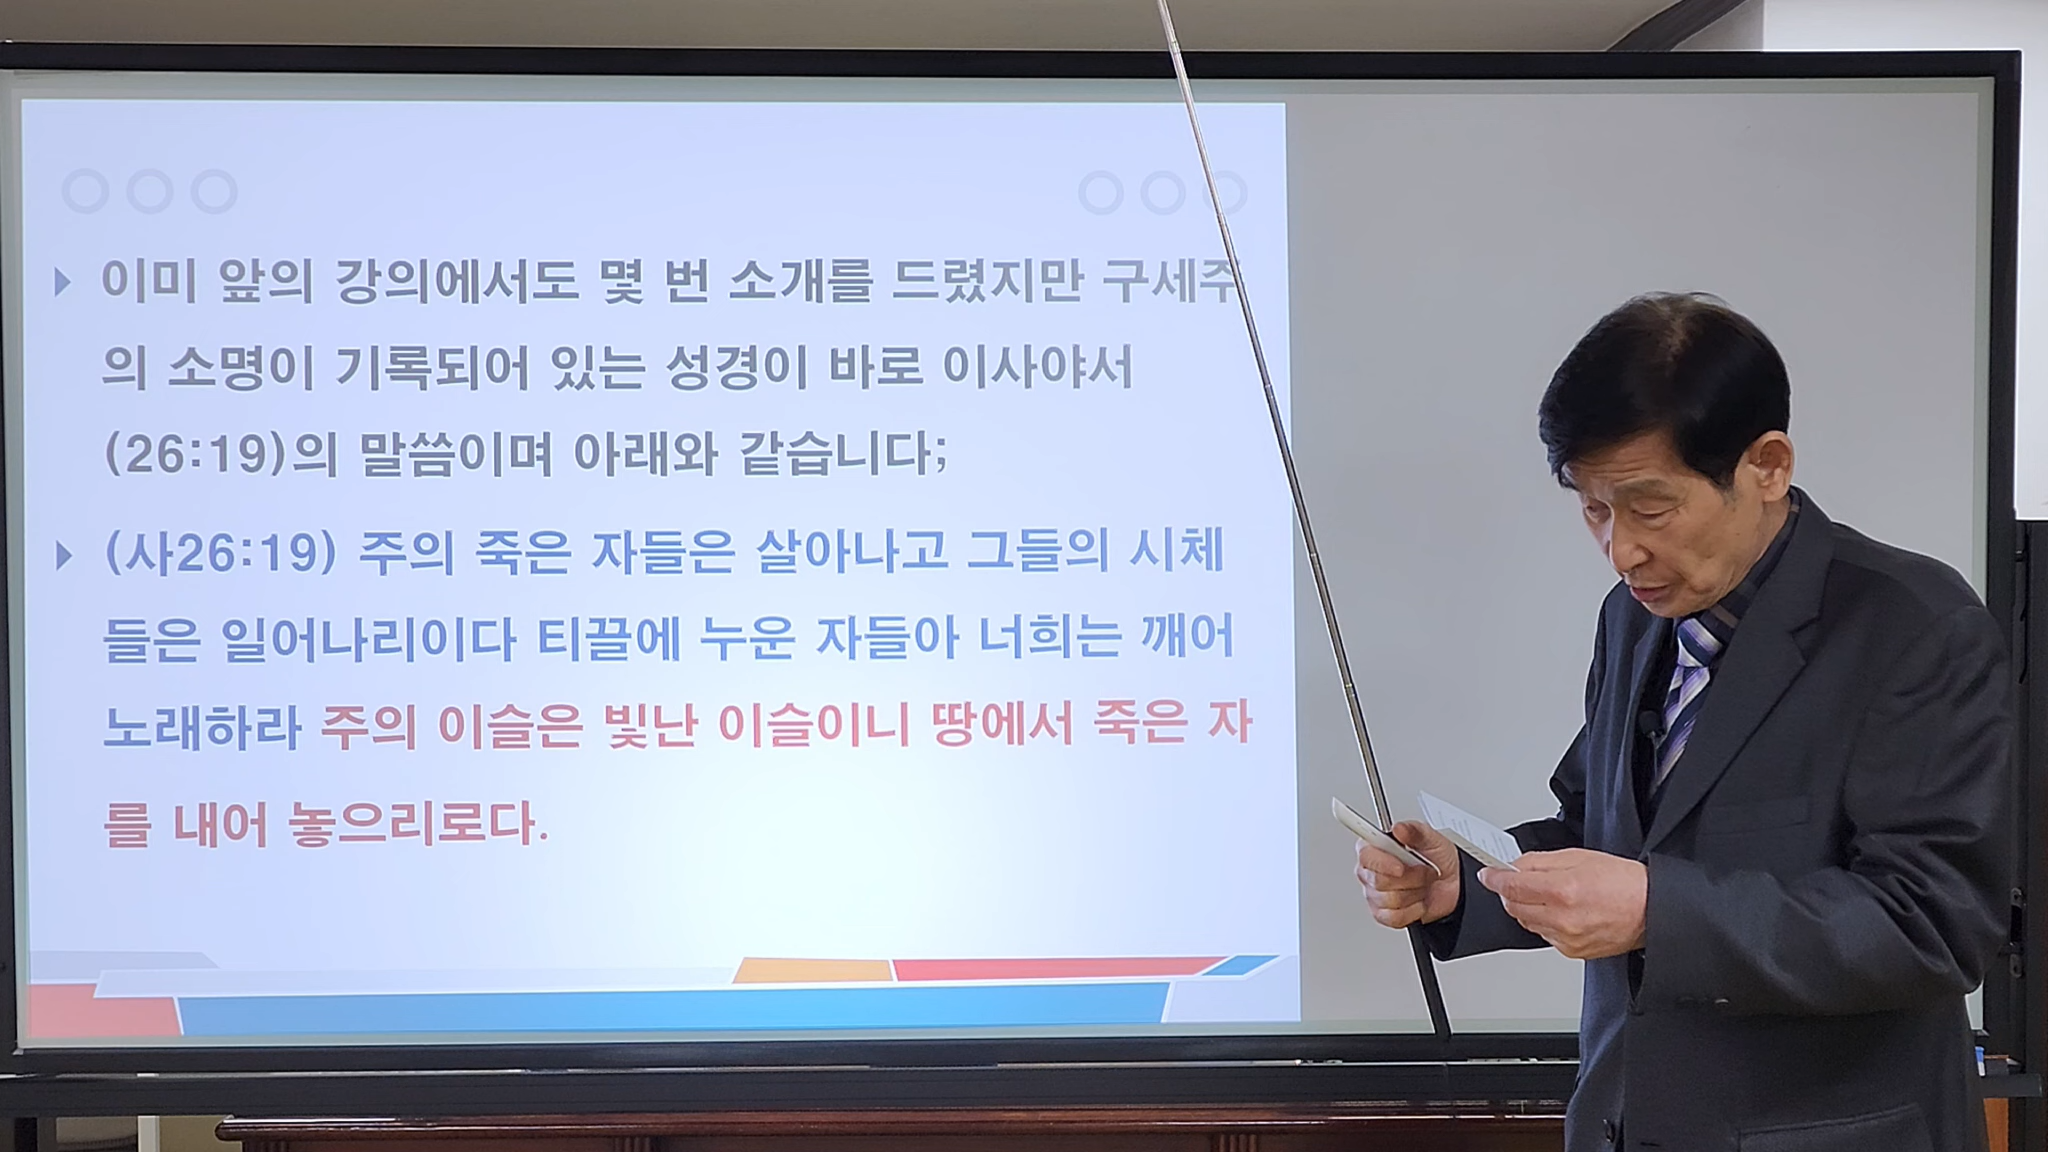 이미 앞의 강의에서도 몇 번 소개를 드렸지만 구세주
의 소명이 기록되어 있는 성경이 바로 이사야서
(26:19)의 말씀이며 아래와 같습니다;
(사26:19) 주의 죽은 자들은 살아나고 그들의 시체
들은 일어나리이다 티끌에 누운 자들아 너희는 깨어
노래하라 주의 이슬은 빛난 이슬이니 땅에서 죽은 자
를 내어 놓으리로다.